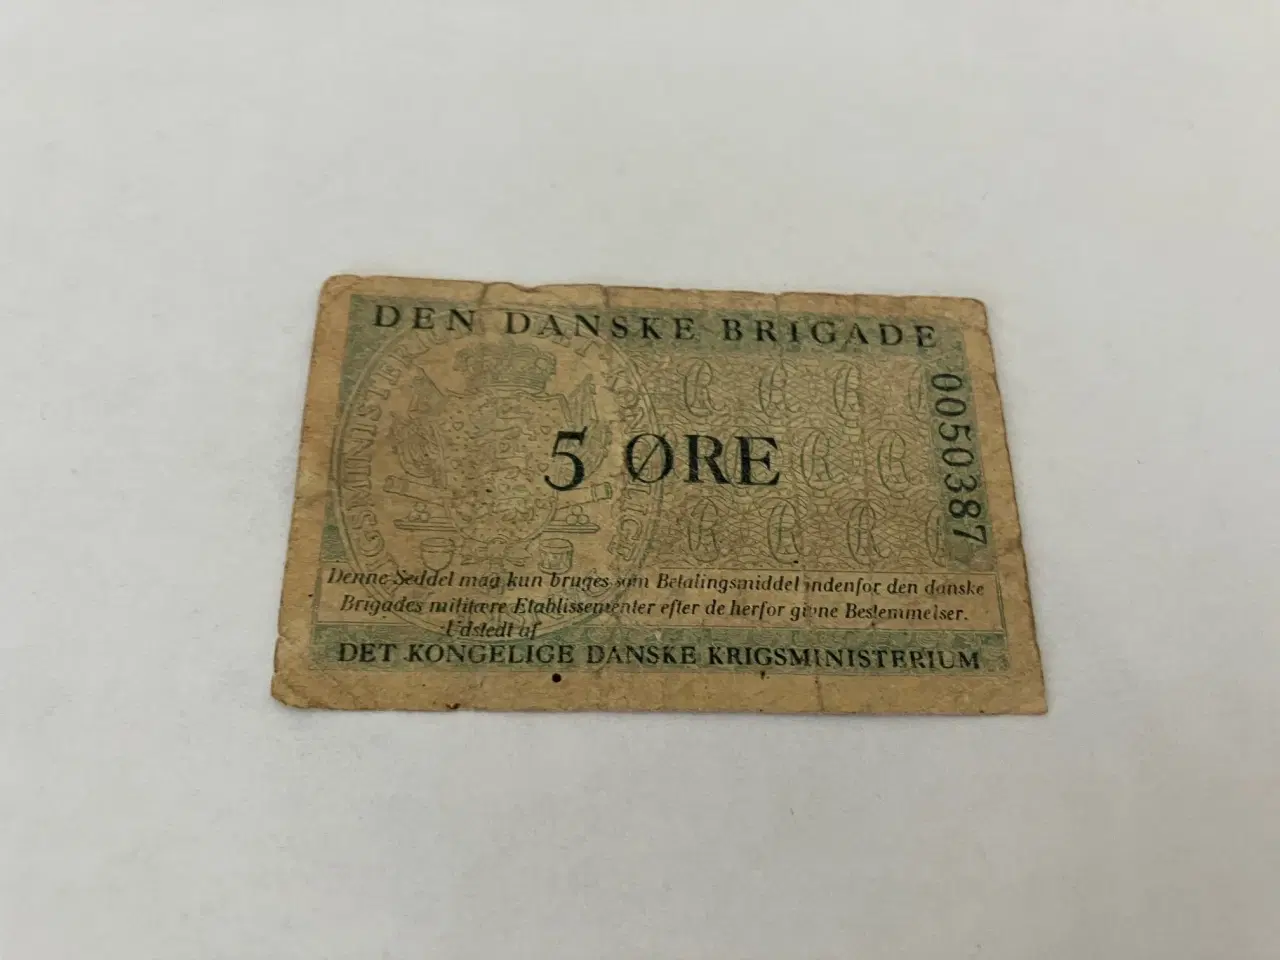 DEN DANSKE BRIGADE
0050387
5 ØRE
Denne Seddel maa kun bruges som Betalingsmiddel indenfor den danske
Brigades militære Etablissementer efter de herfor givne Bestemmelser.
Udstedt af
DET KONGELIGE DANSKE KRIGSMINISTERIUM